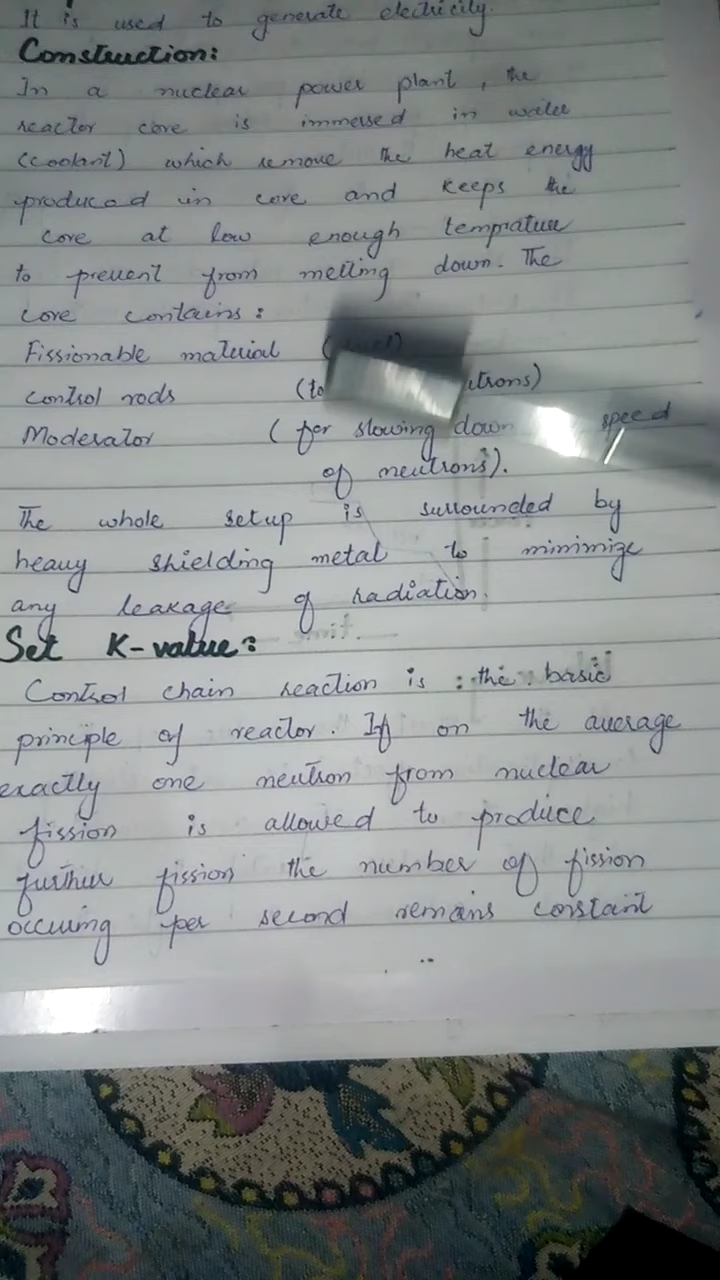 It is used to generate electricity.
Construction:
In a nuclear power plant, the
reactor core is immersed in water
(coolant) which remove the heat energy
produced in core and keeps the
core at low enough temprature
to prevent from melting down. The
core contains:
Fissionable material
Control rods (to
Moderator (for slowing down speed
of neutrons).
The whole setup is surrounded by
heavy shielding metal to minimize
any leakage of radiation.
Set K-value:
Control chain reaction is : the basic
principle of reactor. If on the average
exactly one neutron from nuclear
fission is allowed to produce
further fission the number of fission
occuring per second remains constant